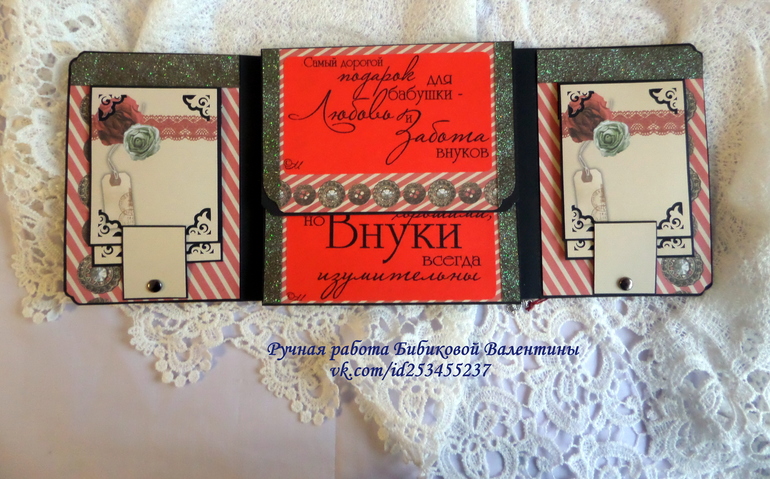 Самый дорогой
подарок для
бабушки -
Любовь и
Забота
внуков
хорошими,
но Внуки
всегда
изумительны
Ручная работа Бибиковой Валентины
vk.com/id253455237